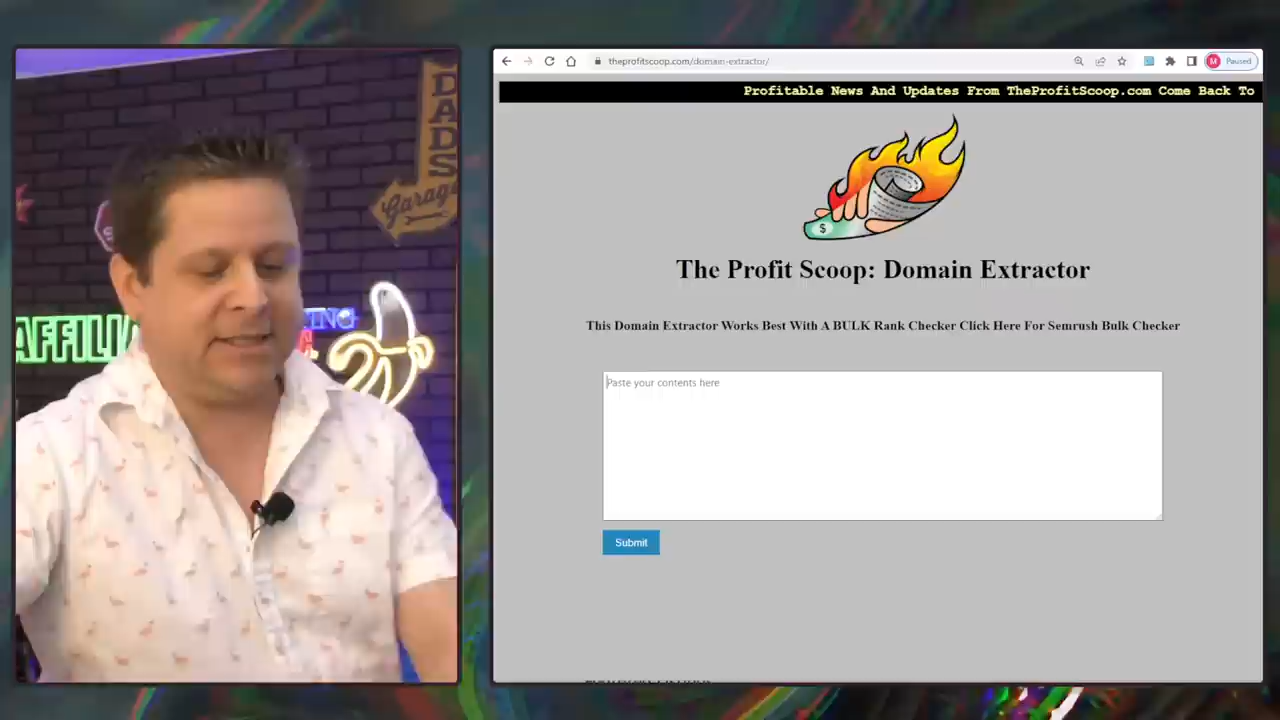 DADS
Garage
AFFILI
theprofitscoop.com/domain-extractor/
M
Paused
Profitable News And Updates From TheProfitScoop.com Come Back To
$
The Profit Scoop: Domain Extractor
This Domain Extractor Works Best With A BULK Rank Checker Click Here For Semrush Bulk Checker
Paste your contents here
Submit